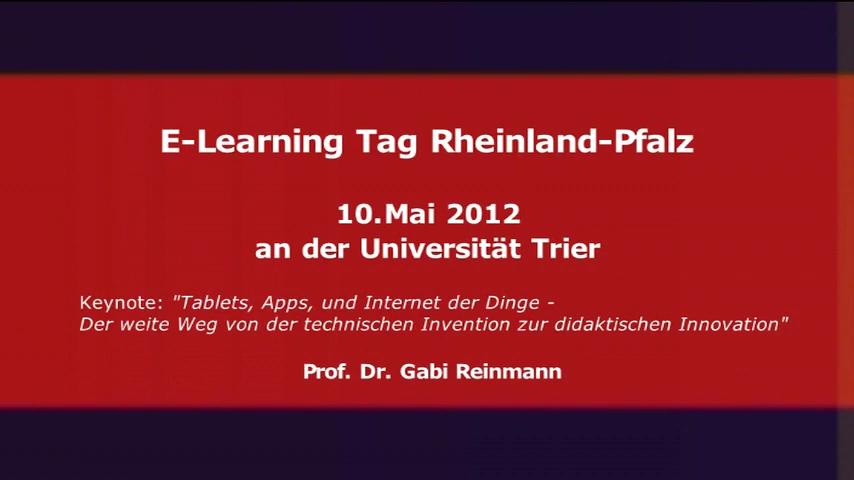 E-Learning Tag Rheinland-Pfalz
10.Mai 2012
an der Universität Trier
Keynote: "Tablets, Apps, und Internet der Dinge -
Der weite Weg von der technischen Invention zur didaktischen Innovation"
Prof. Dr. Gabi Reinmann